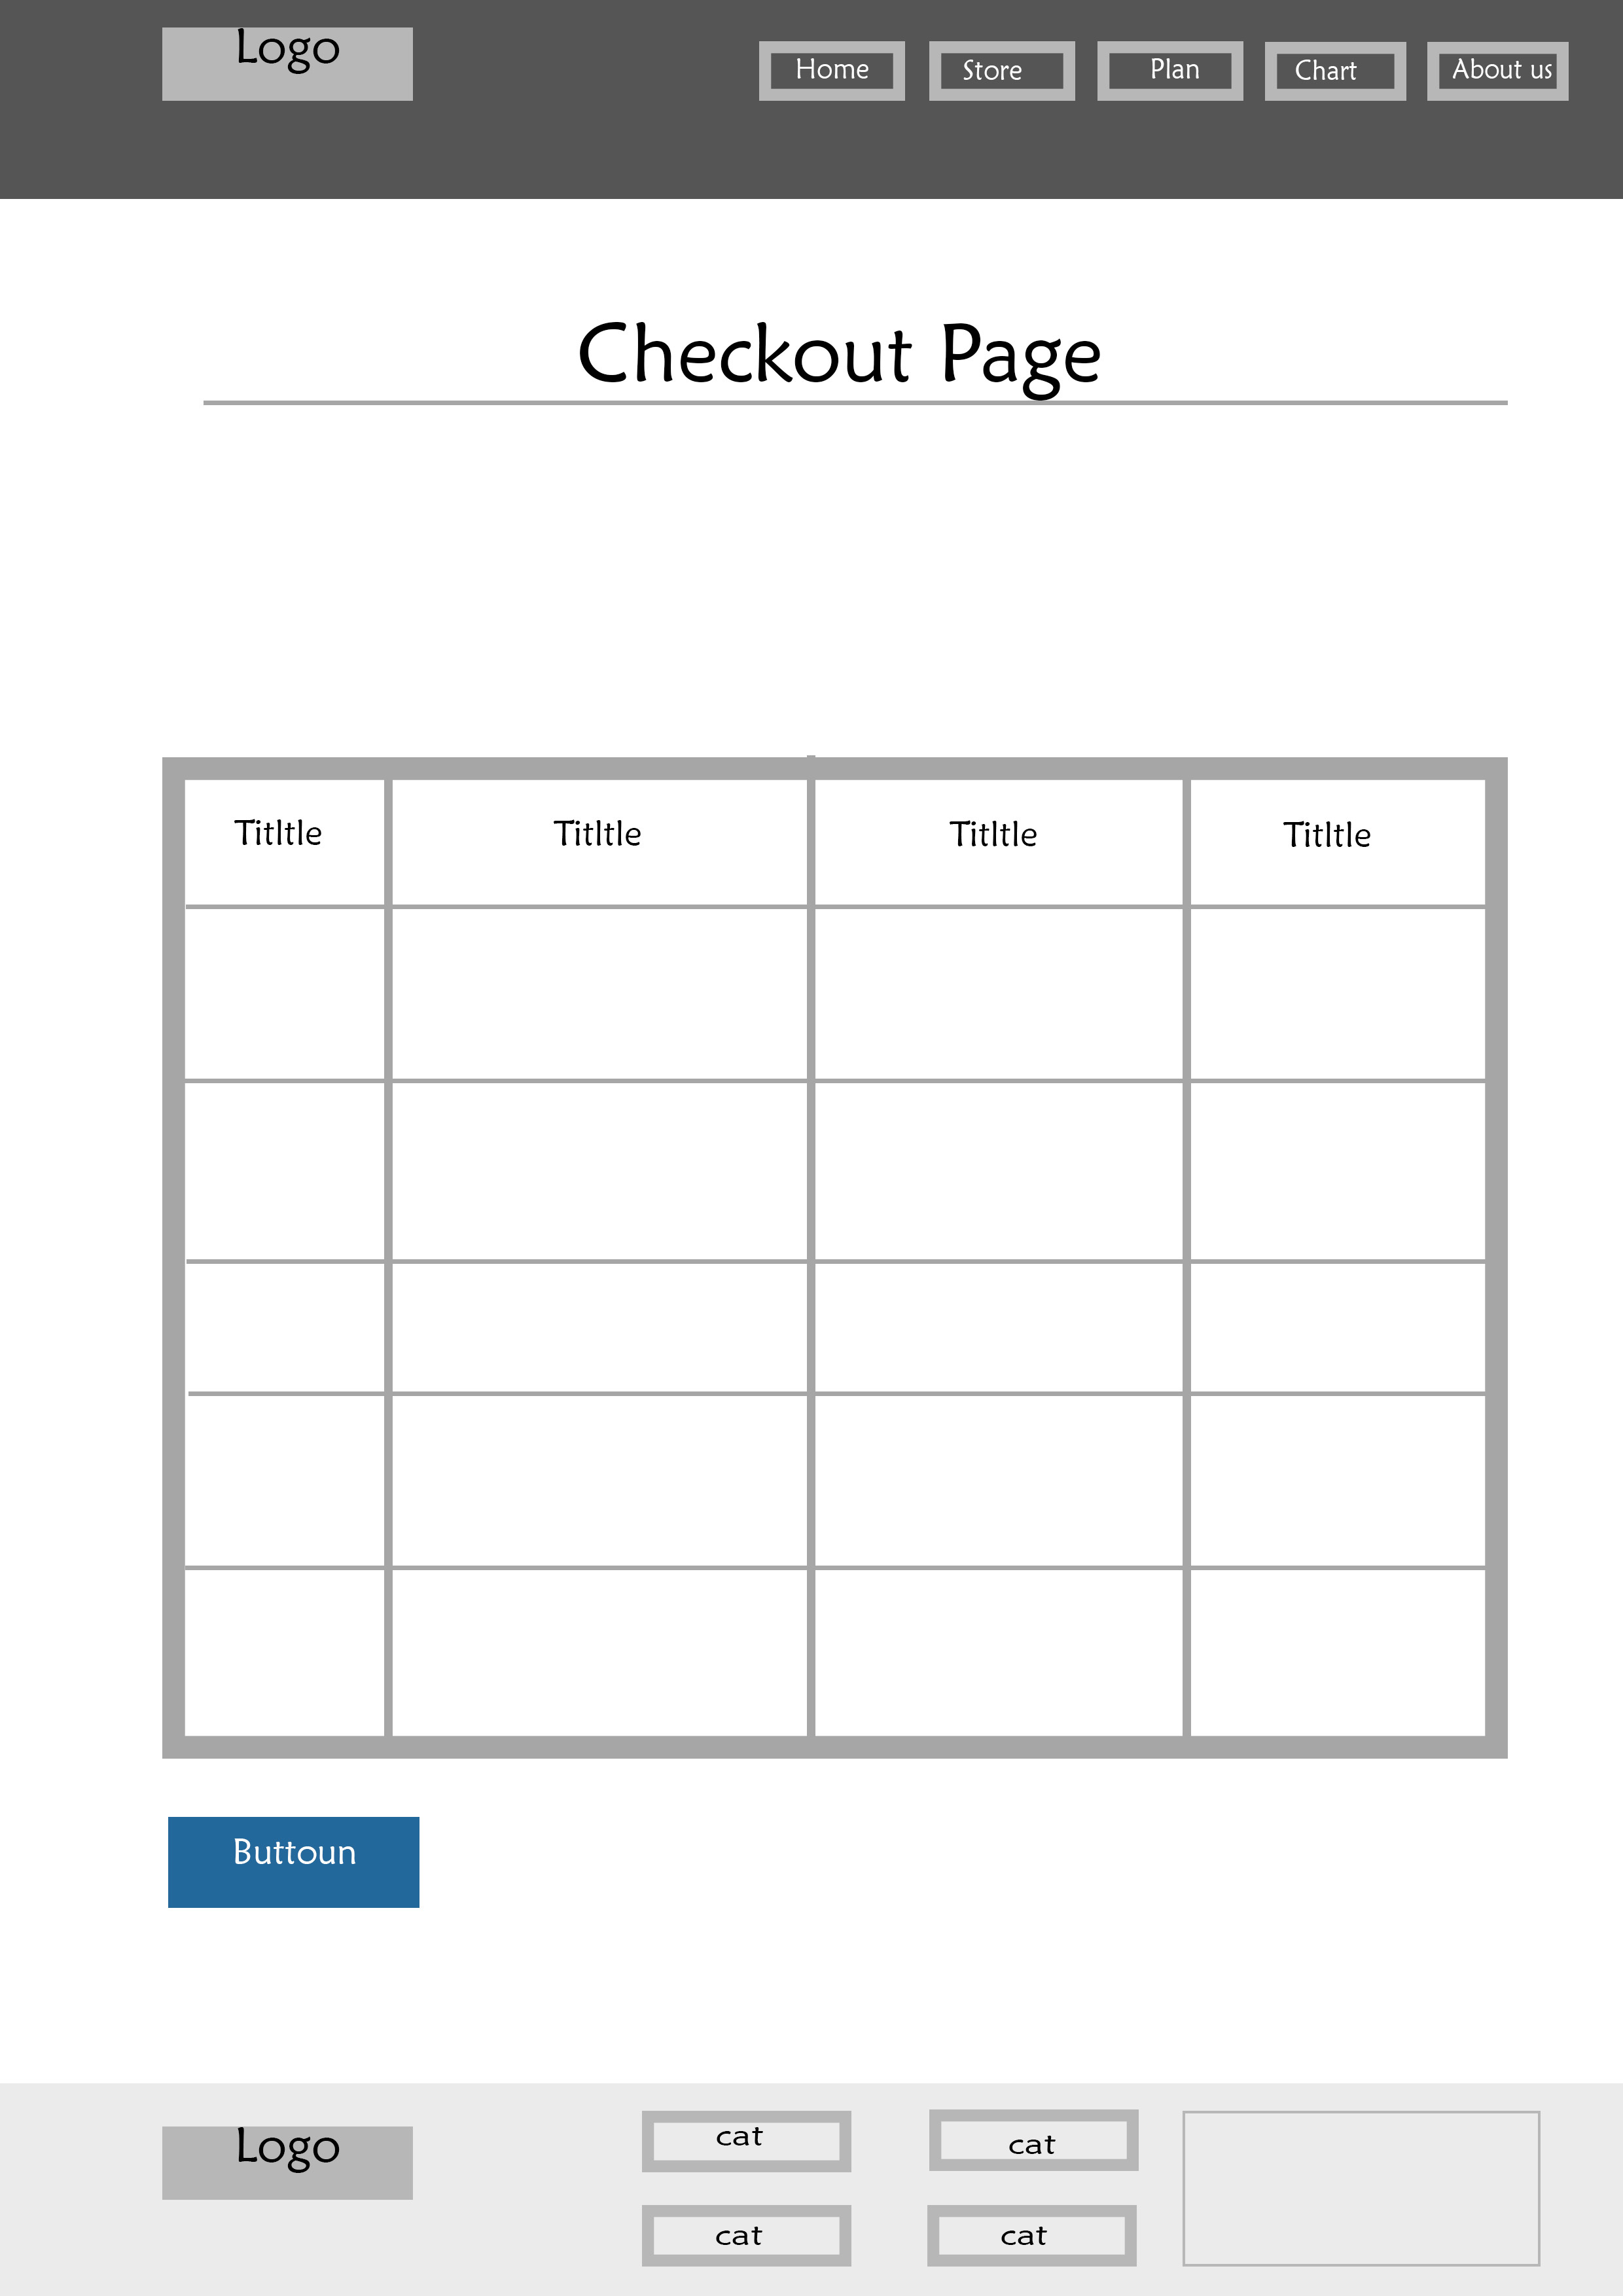 Logo
Home Store Plan Chart About us
Checkout Page
Titltle Titltle Titltle Titltle
Buttoun
Logo
cat cat
cat cat